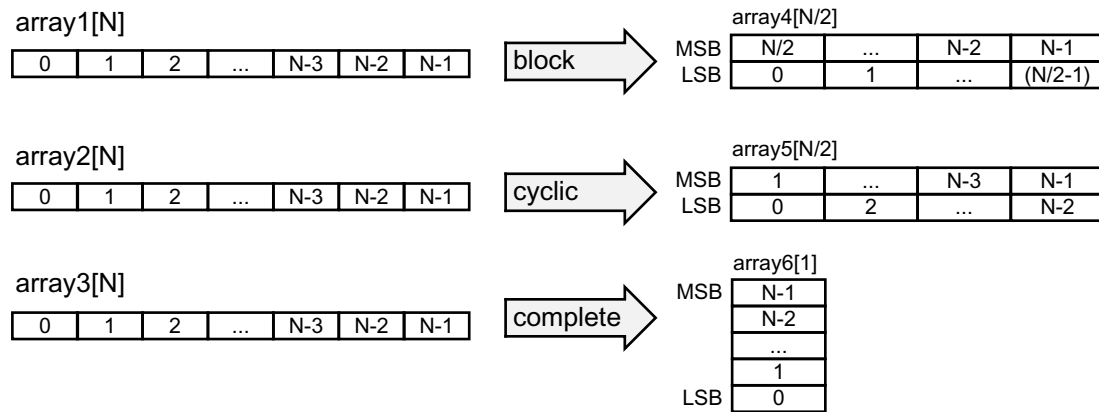 array1[N]
0 1 2 ... N-3 N-2 N-1
block
array4[N/2]
MSB N/2 ... N-2 N-1
LSB 0 1 ... (N/2-1)
array2[N]
0 1 2 ... N-3 N-2 N-1
cyclic
array5[N/2]
MSB 1 ... N-3 N-1
LSB 0 2 ... N-2
array3[N]
0 1 2 ... N-3 N-2 N-1
complete
array6[1]
MSB N-1
N-2
...
1
LSB 0